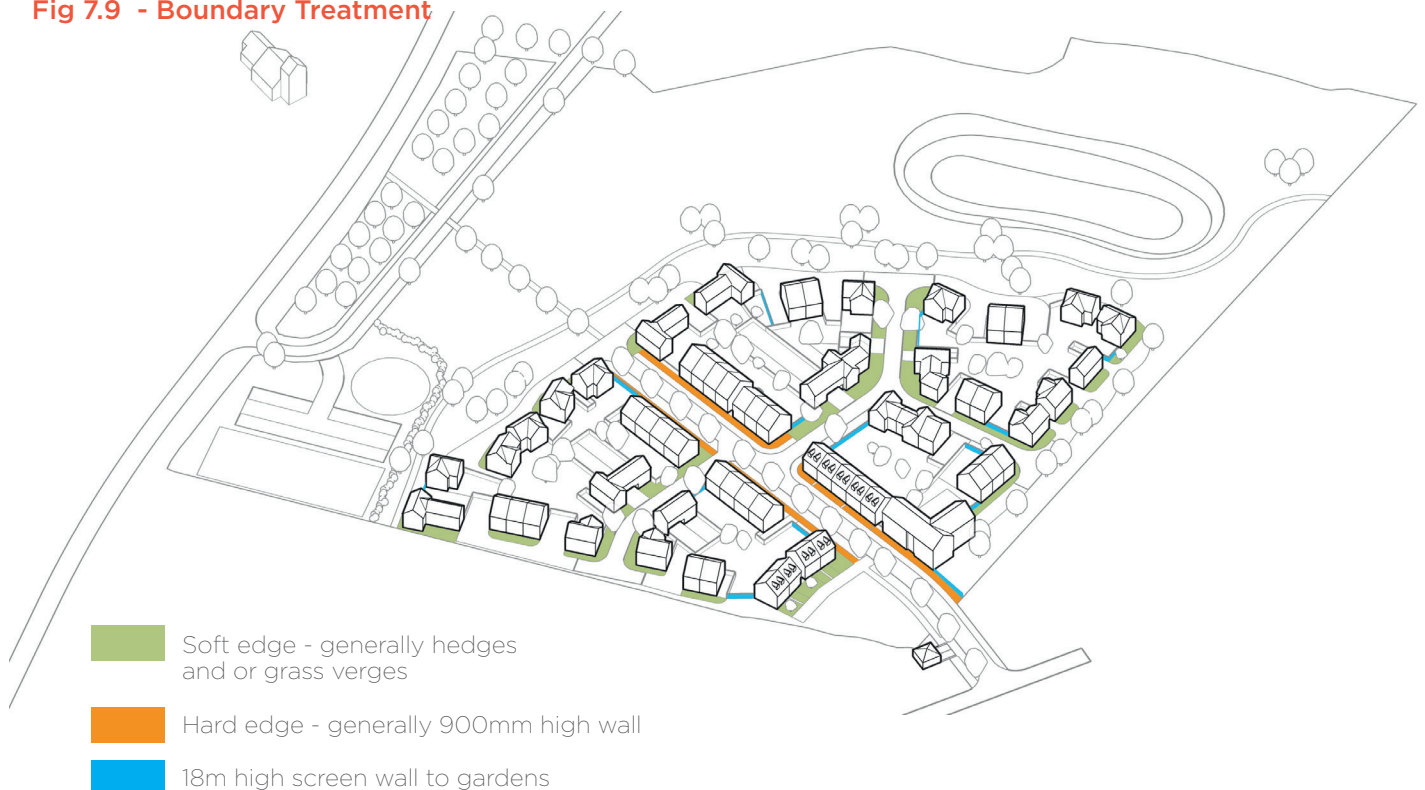 Fig 7.9 - Boundary Treatment
Soft edge - generally hedges
and or grass verges
Hard edge - generally 900mm high wall
18m high screen wall to gardens